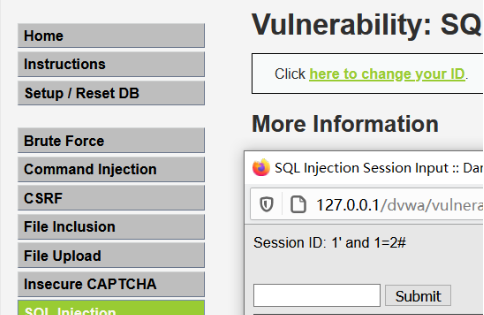 Home
Instructions
Setup / Reset DB
Brute Force
Command Injection
CSRF
File Inclusion
File Upload
Insecure CAPTCHA
SQL Injection
Vulnerability: SQ
Click here to change your ID.
More Information
SQL Injection Session Input :: Dar
127.0.0.1/dvwa/vulnera
Session ID: 1' and 1=2#
Submit